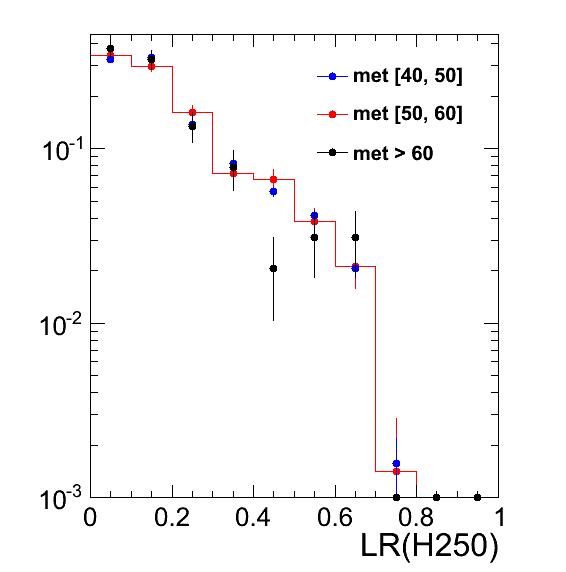 met [40, 50]
met [50, 60]
met > 60
10^-1
10^-2
10^-3
0 0.2 0.4 0.6 0.8 1
LR(H250)